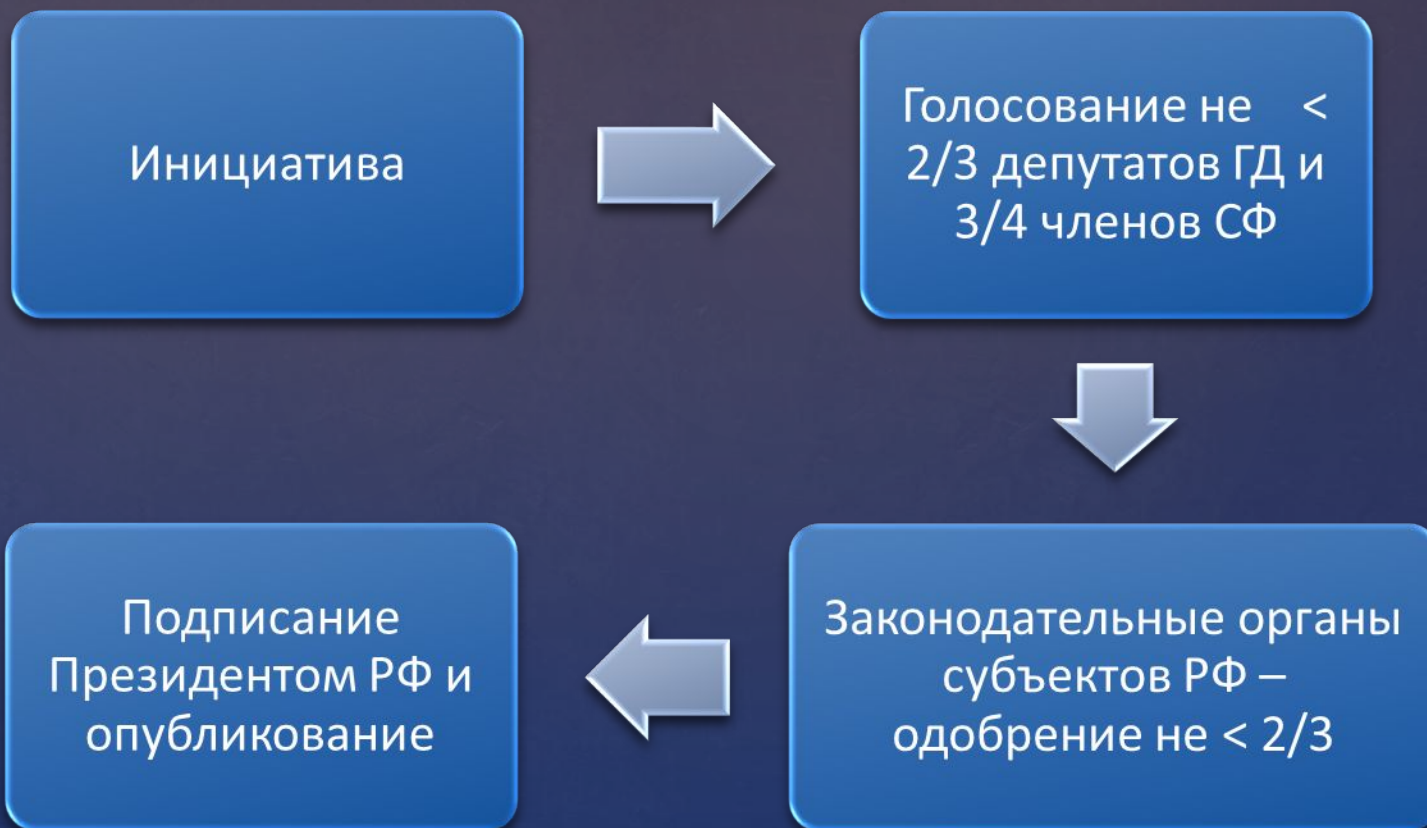 Инициатива
Голосование не <
2/3 депутатов ГД и
3/4 членов СФ
Законодательные органы
субъектов РФ –
одобрение не < 2/3
Подписание
Президентом РФ и
опубликование